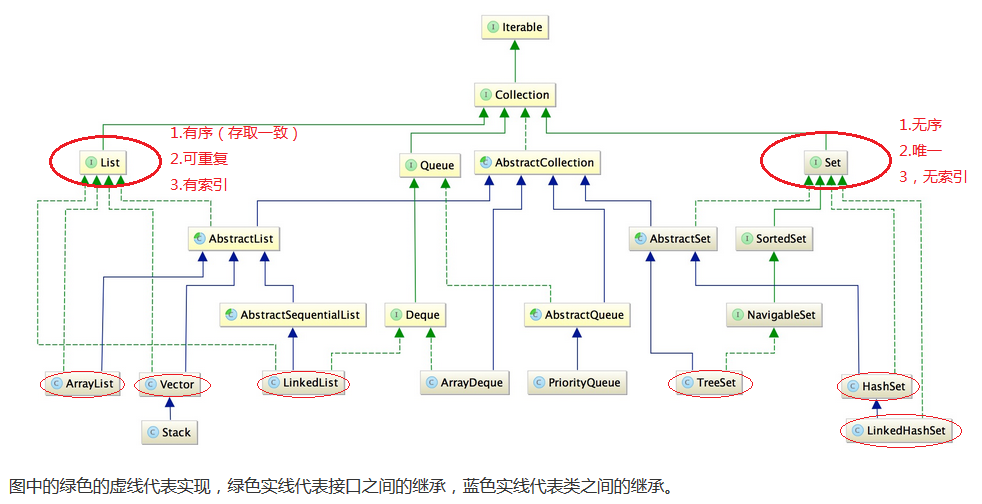 I Iterable
I Collection
1.有序（存取一致）
2.可重复
3.有索引
I List
I Queue
C AbstractCollection
I Set
1.无序
2.唯一
3，无索引
C AbstractList
C AbstractSet
I SortedSet
C AbstractSequentialList
I Deque
C AbstractQueue
I NavigableSet
C ArrayList
C Vector
C LinkedList
C ArrayDeque
C PriorityQueue
C TreeSet
C HashSet
C Stack
C LinkedHashSet
图中的绿色的虚线代表实现，绿色实线代表接口之间的继承，蓝色实线代表类之间的继承。